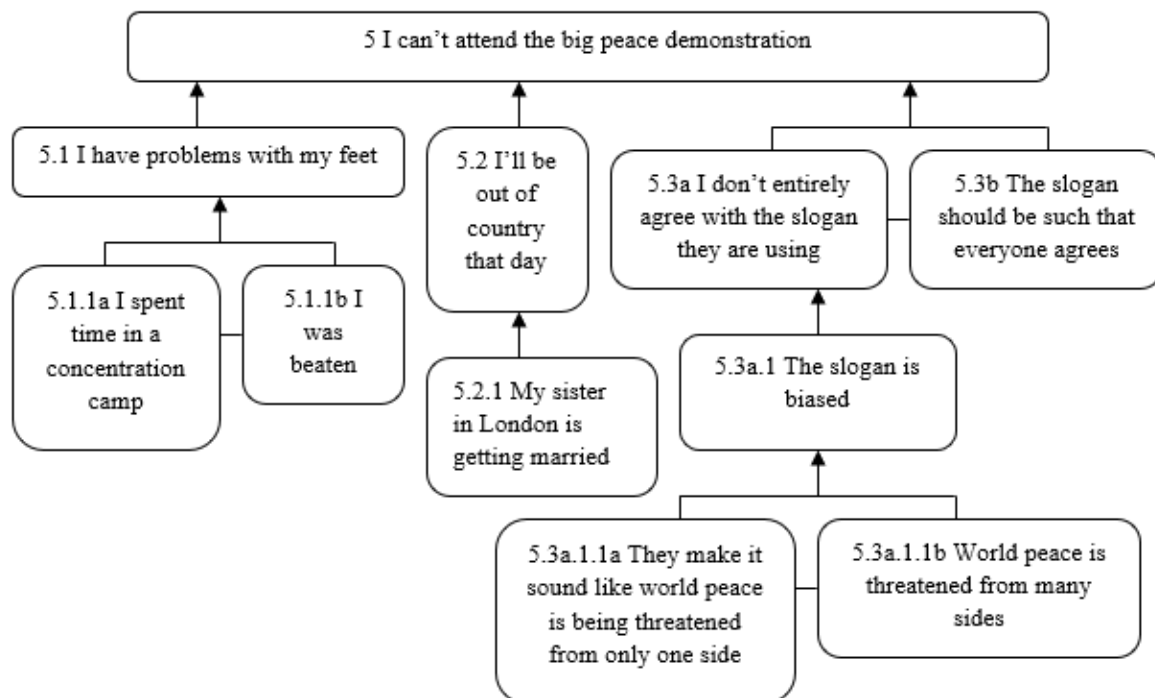 5 I can’t attend the big peace demonstration
5.1 I have problems with my feet
5.2 I’ll be
out of
country
that day
5.3a I don’t entirely
agree with the slogan
they are using
5.3b The slogan
should be such that
everyone agrees
5.1.1a I spent
time in a
concentration
camp
5.1.1b I
was
beaten
5.2.1 My sister
in London is
getting married
5.3a.1 The slogan is
biased
5.3a.1.1a They make it
sound like world peace
is being threatened
from only one side
5.3a.1.1b World peace is
threatened from many
sides